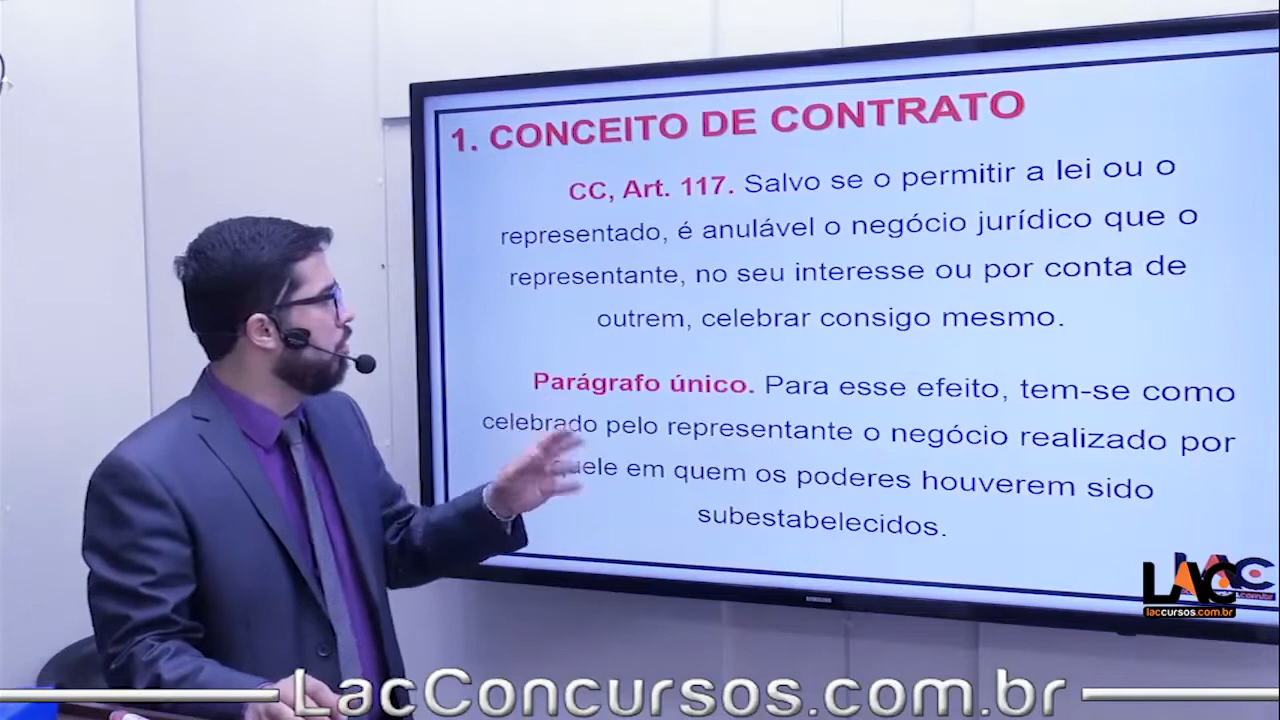 1. CONCEITO DE CONTRATO
CC, Art. 117. Salvo se o permitir a lei ou o
representado, é anulável o negócio jurídico que o
representante, no seu interesse ou por conta de
outrem, celebrar consigo mesmo.
Parágrafo único. Para esse efeito, tem-se como
celebrado pelo representante o negócio realizado por
quele em quem os poderes houverem sido
subestabelecidos.
SAMSUNG
LAC
laccursos.com.br
LacConcursos.com.br